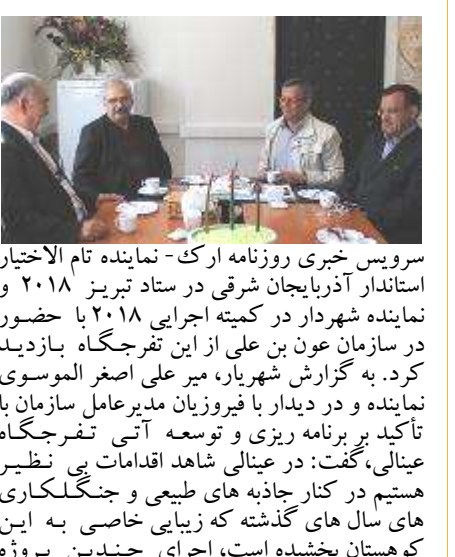 سرویس خبری روزنامه ارک - نماینده تام الاختیار
استاندار آذربایجان شرقی در ستاد تبریز ۲۰۱۸ و
نماینده شهردار در کمیته اجرایی ۲۰۱۸ با حضور
در سازمان عون بن علی از این تفرجگاه بازدید
کرد. به گزارش شهریار، میر علی اصغر الموسوی
نماینده و در دیدار با فیروزیان مدیرعامل سازمان با
تأکید بر برنامه ریزی و توسعه آتی تفرجگاه
عینالی،گفت: در عینالی شاهد اقدامات بی نظیر
هستیم در کنار جاذبه های طبیعی و جنگلکاری
های سال های گذشته که زیبایی خاصی به این
کوهستان بخشیده است، اجرای چندین پروژه